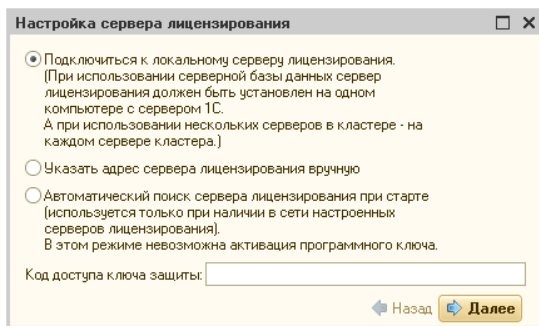 Настройка сервера лицензирования
Подключиться к локальному серверу лицензирования.
(При использовании серверной базы данных сервер
лицензирования должен быть установлен на одном
компьютере с сервером 1С.
А при использовании нескольких серверов в кластере - на
каждом сервере кластера.)
Указать адрес сервера лицензирования вручную
Автоматический поиск сервера лицензирования при старте
(используется только при наличии в сети настроенных
серверов лицензирования).
В этом режиме невозможна активация программного ключа.
Код доступа ключа защиты:
Назад Далее